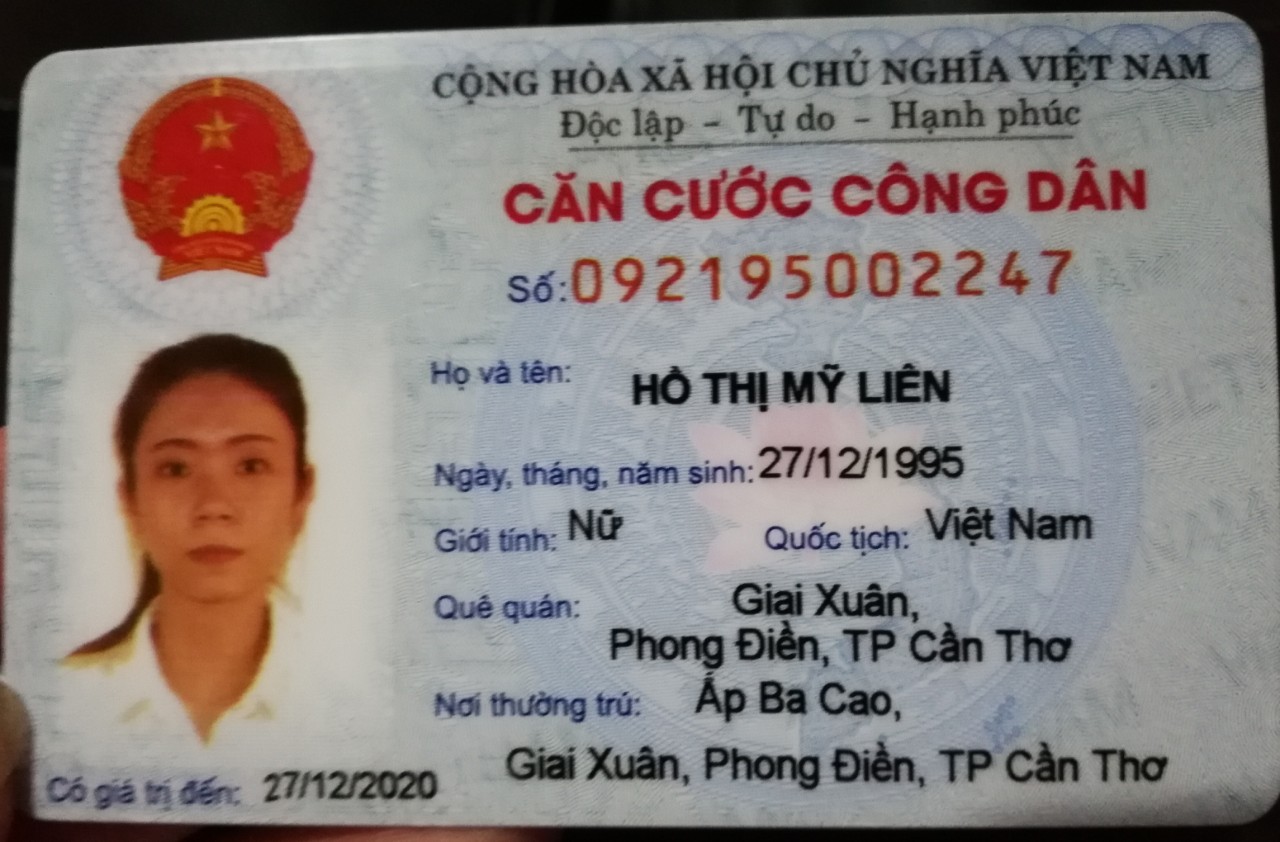 CỘNG HÒA XÃ HỘI CHỦ NGHĨA VIỆT NAM
Độc lập - Tự do - Hạnh phúc
CĂN CƯỚC CÔNG DÂN
Số: 092195002247
Họ và tên: HỒ THỊ MỸ LIÊN
Ngày, tháng, năm sinh: 27/12/1995
Giới tính: Nữ Quốc tịch: Việt Nam
Quê quán: Giai Xuân,
Phong Điền, TP Cần Thơ
Nơi thường trú: Ấp Ba Cao,
Giai Xuân, Phong Điền, TP Cần Thơ
Có giá trị đến: 27/12/2020